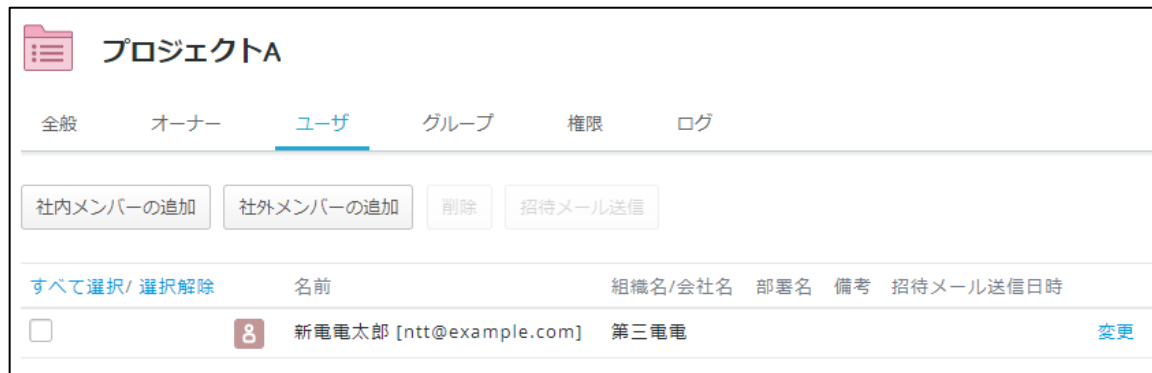 プロジェクトA
全般 オーナー ユーザ グループ 権限 ログ
社内メンバーの追加 社外メンバーの追加 削除 招待メール送信
すべて選択/ 選択解除 名前 組織名/会社名 部署名 備考 招待メール送信日時
新電電太郎 [ntt@example.com] 第三電電 変更